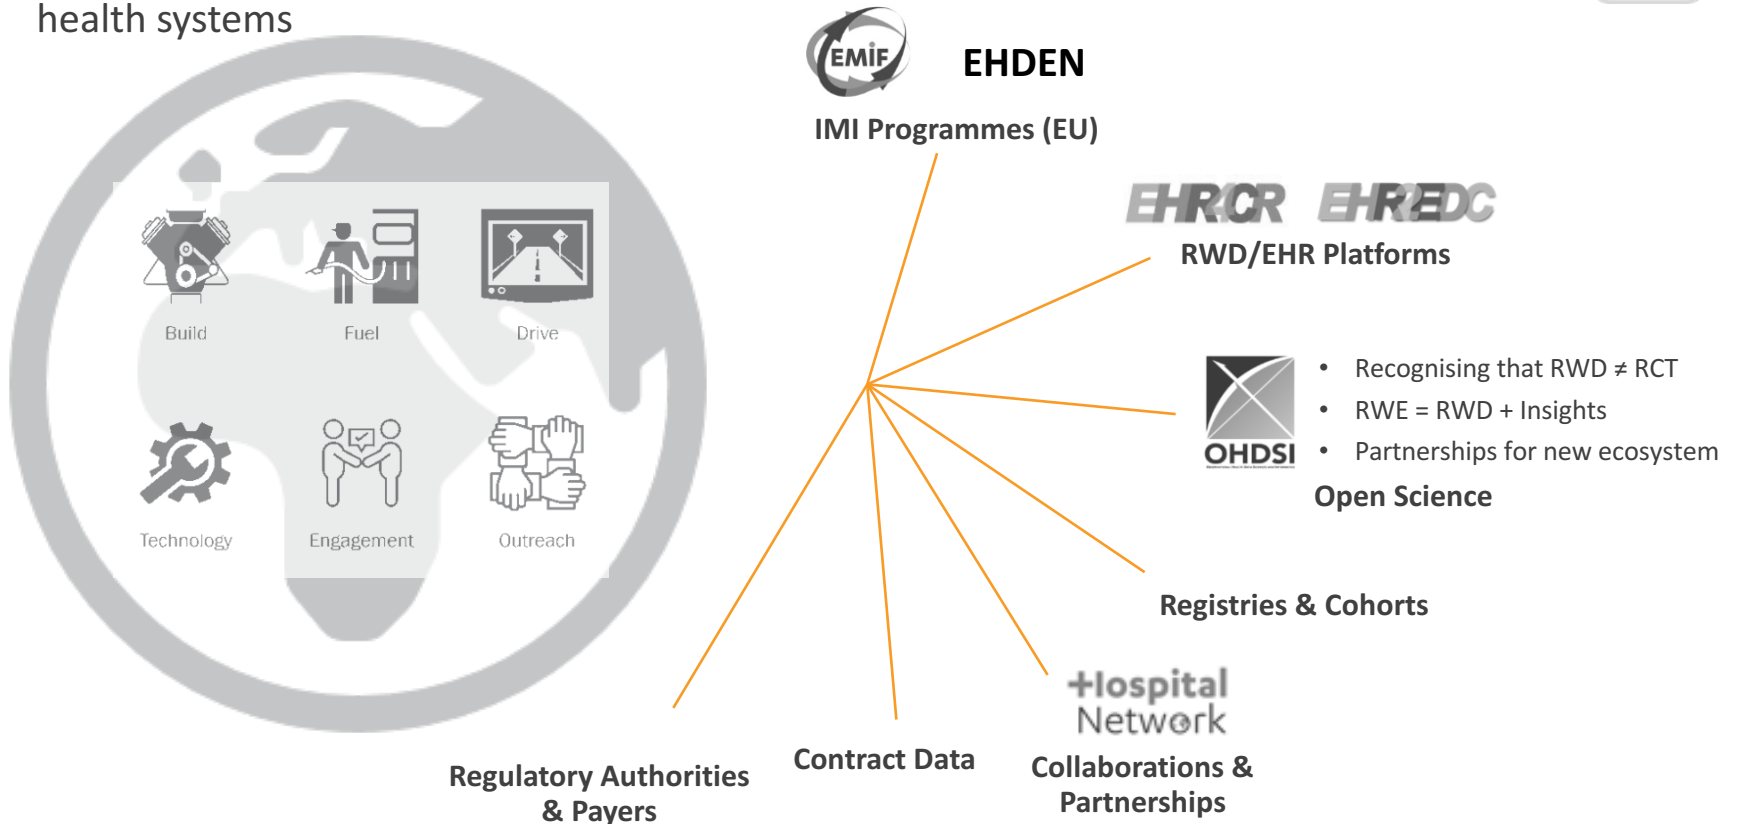 health systems
EMiF
EHDEN
IMI Programmes (EU)
EHR4CR EHR2EDC
RWD/EHR Platforms
Build
Fuel
Drive
Technology
Engagement
Outreach
OHDSI
• Recognising that RWD ≠ RCT
• RWE = RWD + Insights
• Partnerships for new ecosystem
Open Science
Registries & Cohorts
Hospital
Network
Collaborations &
Partnerships
Contract Data
Regulatory Authorities
& Payers